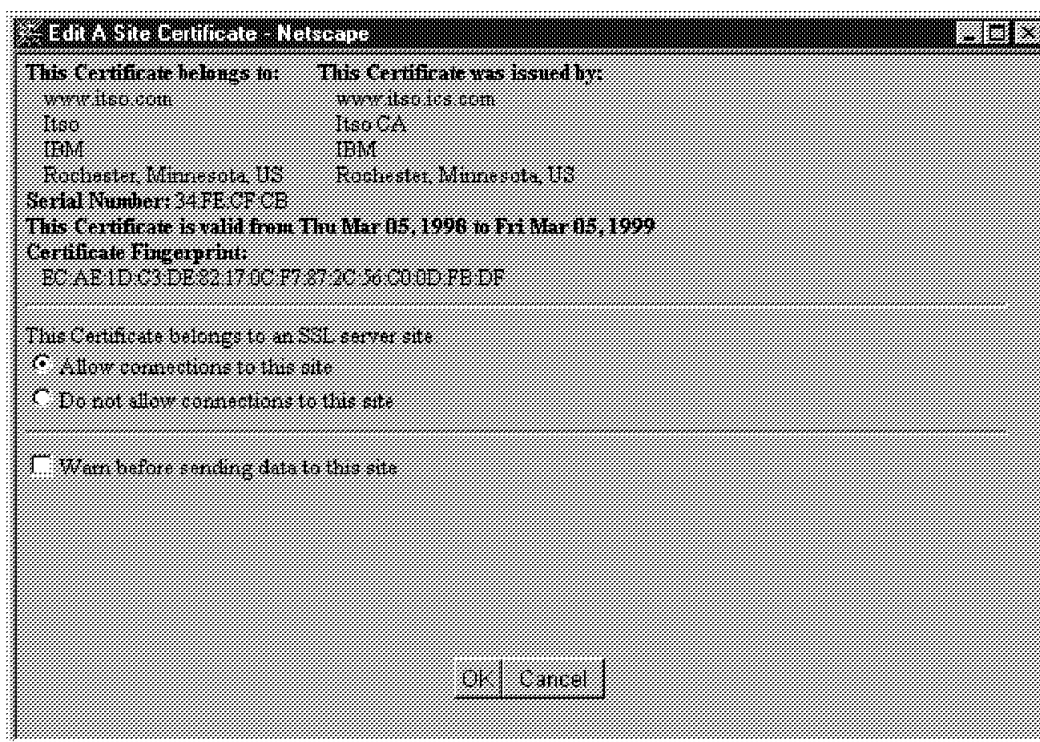 Edit A Site Certificate - Netscape
This Certificate belongs to: This Certificate was issued by:
www.itso.com www.itso.ics.com
Itso Itso CA
IBM IBM
Rochester, Minnesota, US Rochester, Minnesota, US
Serial Number: 34:FE:CF:CB
This Certificate is valid from Thu Mar 05, 1998 to Fri Mar 05, 1999
Certificate Fingerprint:
EC:AE:1D:C3:DE:82:17:0C:F7:87:2C:56:C0:0D:FB:DF
This Certificate belongs to an SSL server site
Allow connections to this site
Do not allow connections to this site
Warn before sending data to this site
OK Cancel